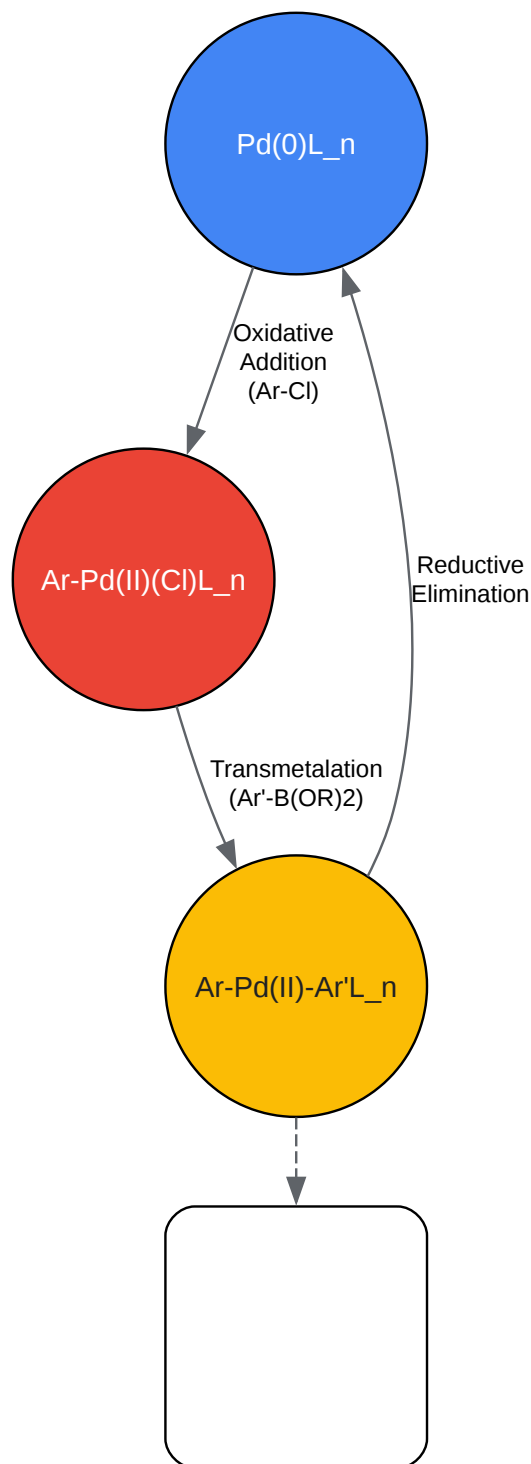 Pd(0)L_n
Oxidative
Addition
(Ar-Cl)
Ar-Pd(II)(Cl)L_n
Reductive
Elimination
Transmetalation
(Ar'-B(OR)2)
Ar-Pd(II)-Ar'L_n